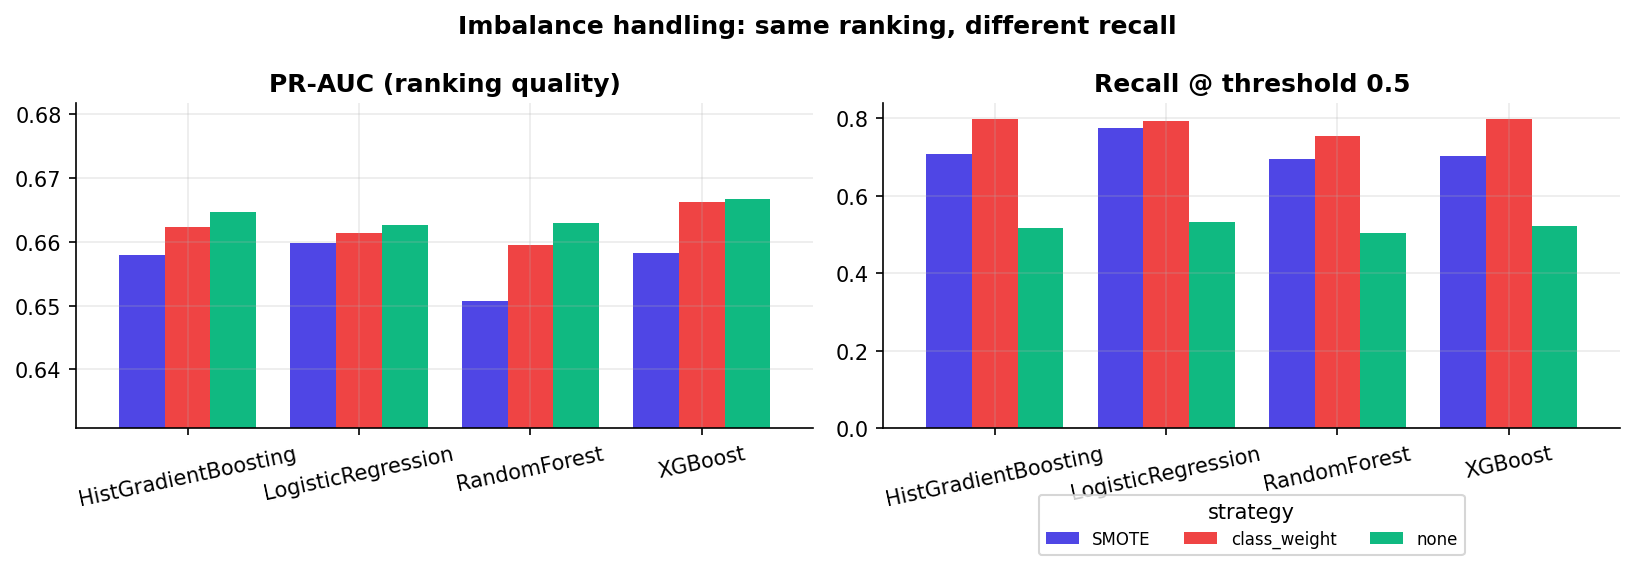 Imbalance handling: same ranking, different recall
PR-AUC (ranking quality)
0.68
0.67
0.66
0.65
0.64
HistGradientBoosting
LogisticRegression
RandomForest
XGBoost
Recall @ threshold 0.5
0.8
0.6
0.4
0.2
0.0
HistGradientBoosting
LogisticRegression
RandomForest
XGBoost
strategy
SMOTE class_weight none